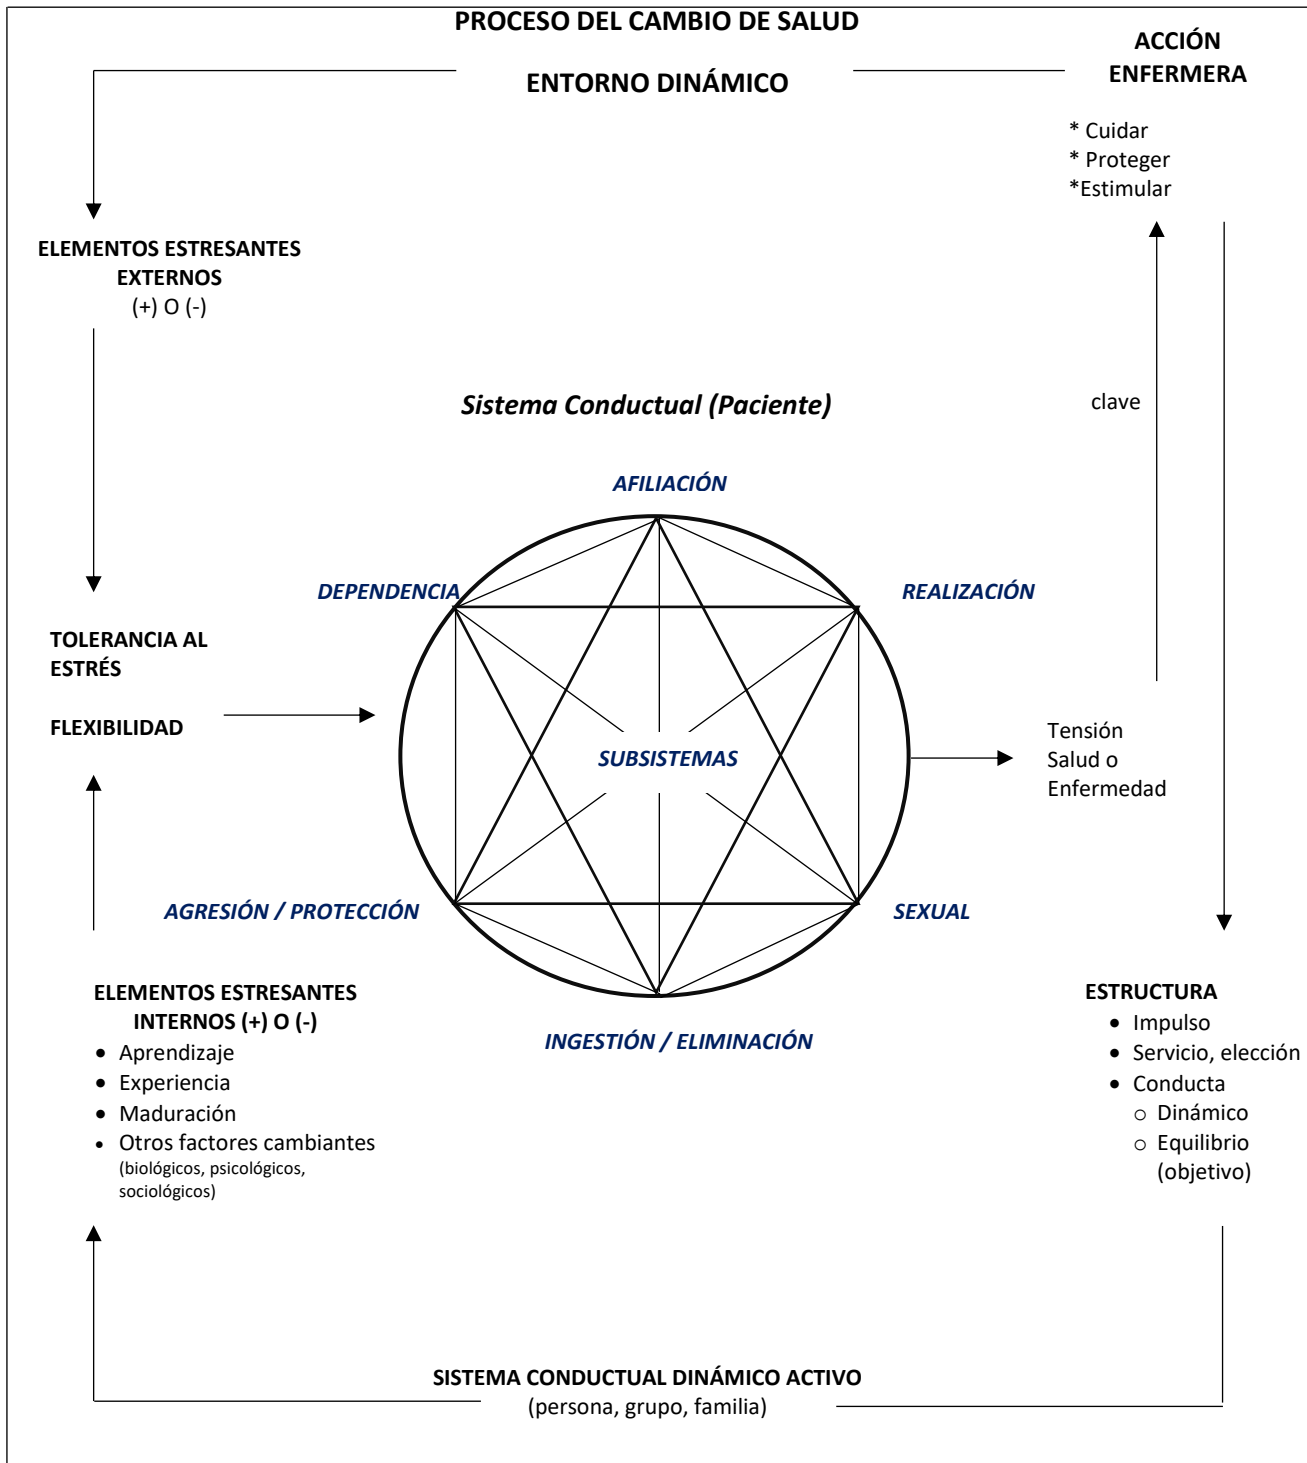 PROCESO DEL CAMBIO DE SALUD
ENTORNO DINÁMICO
ACCIÓN
ENFERMERA
* Cuidar
* Proteger
*Estimular
ELEMENTOS ESTRESANTES
EXTERNOS
(+) O (-)
Sistema Conductual (Paciente)
clave
AFILIACIÓN
DEPENDENCIA
REALIZACIÓN
TOLERANCIA AL
ESTRÉS
FLEXIBILIDAD
SUBSISTEMAS
Tensión
Salud o
Enfermedad
AGRESIÓN / PROTECCIÓN
SEXUAL
INGESTIÓN / ELIMINACIÓN
ELEMENTOS ESTRESANTES
INTERNOS (+) O (-)
• Aprendizaje
• Experiencia
• Maduración
• Otros factores cambiantes
(biológicos, psicológicos,
sociológicos)
ESTRUCTURA
• Impulso
• Servicio, elección
• Conducta
○ Dinámico
○ Equilibrio
(objetivo)
SISTEMA CONDUCTUAL DINÁMICO ACTIVO
(persona, grupo, familia)